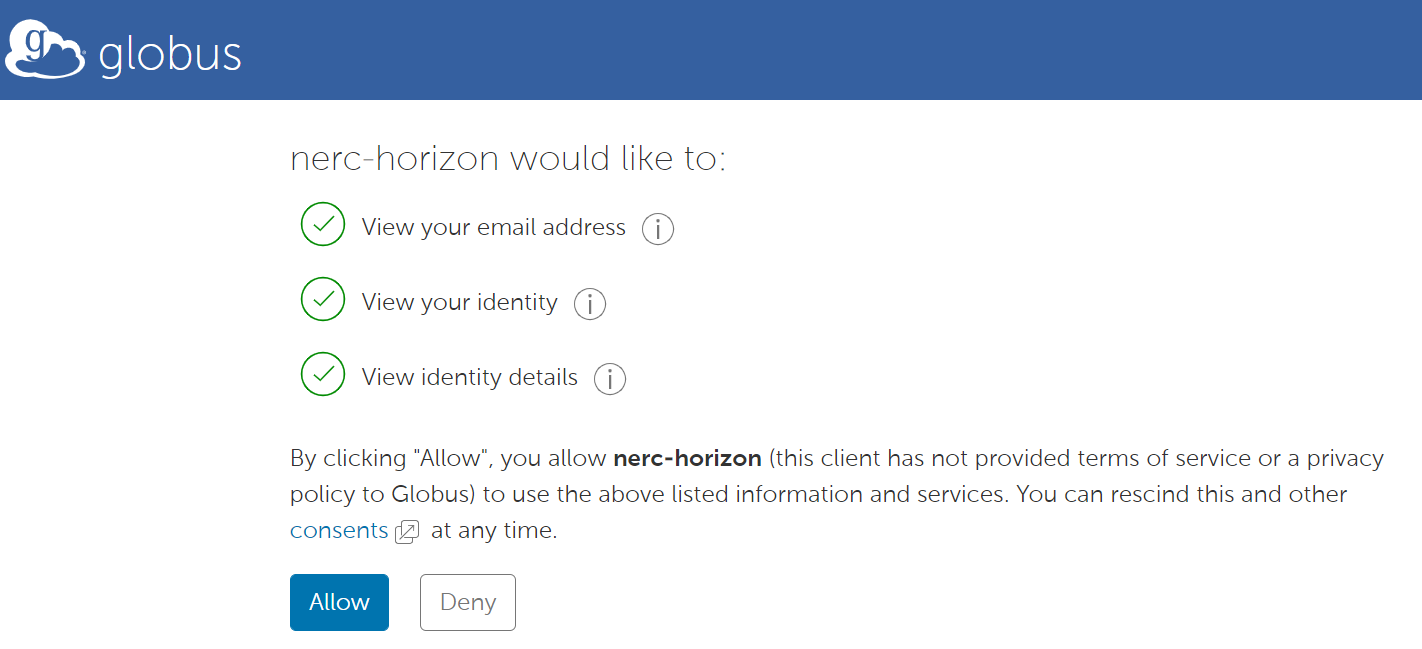 globus
nerc-horizon would like to:
View your email address
View your identity
View identity details
By clicking "Allow", you allow nerc-horizon (this client has not provided terms of service or a privacy
policy to Globus) to use the above listed information and services. You can rescind this and other
consents at any time.
Allow
Deny